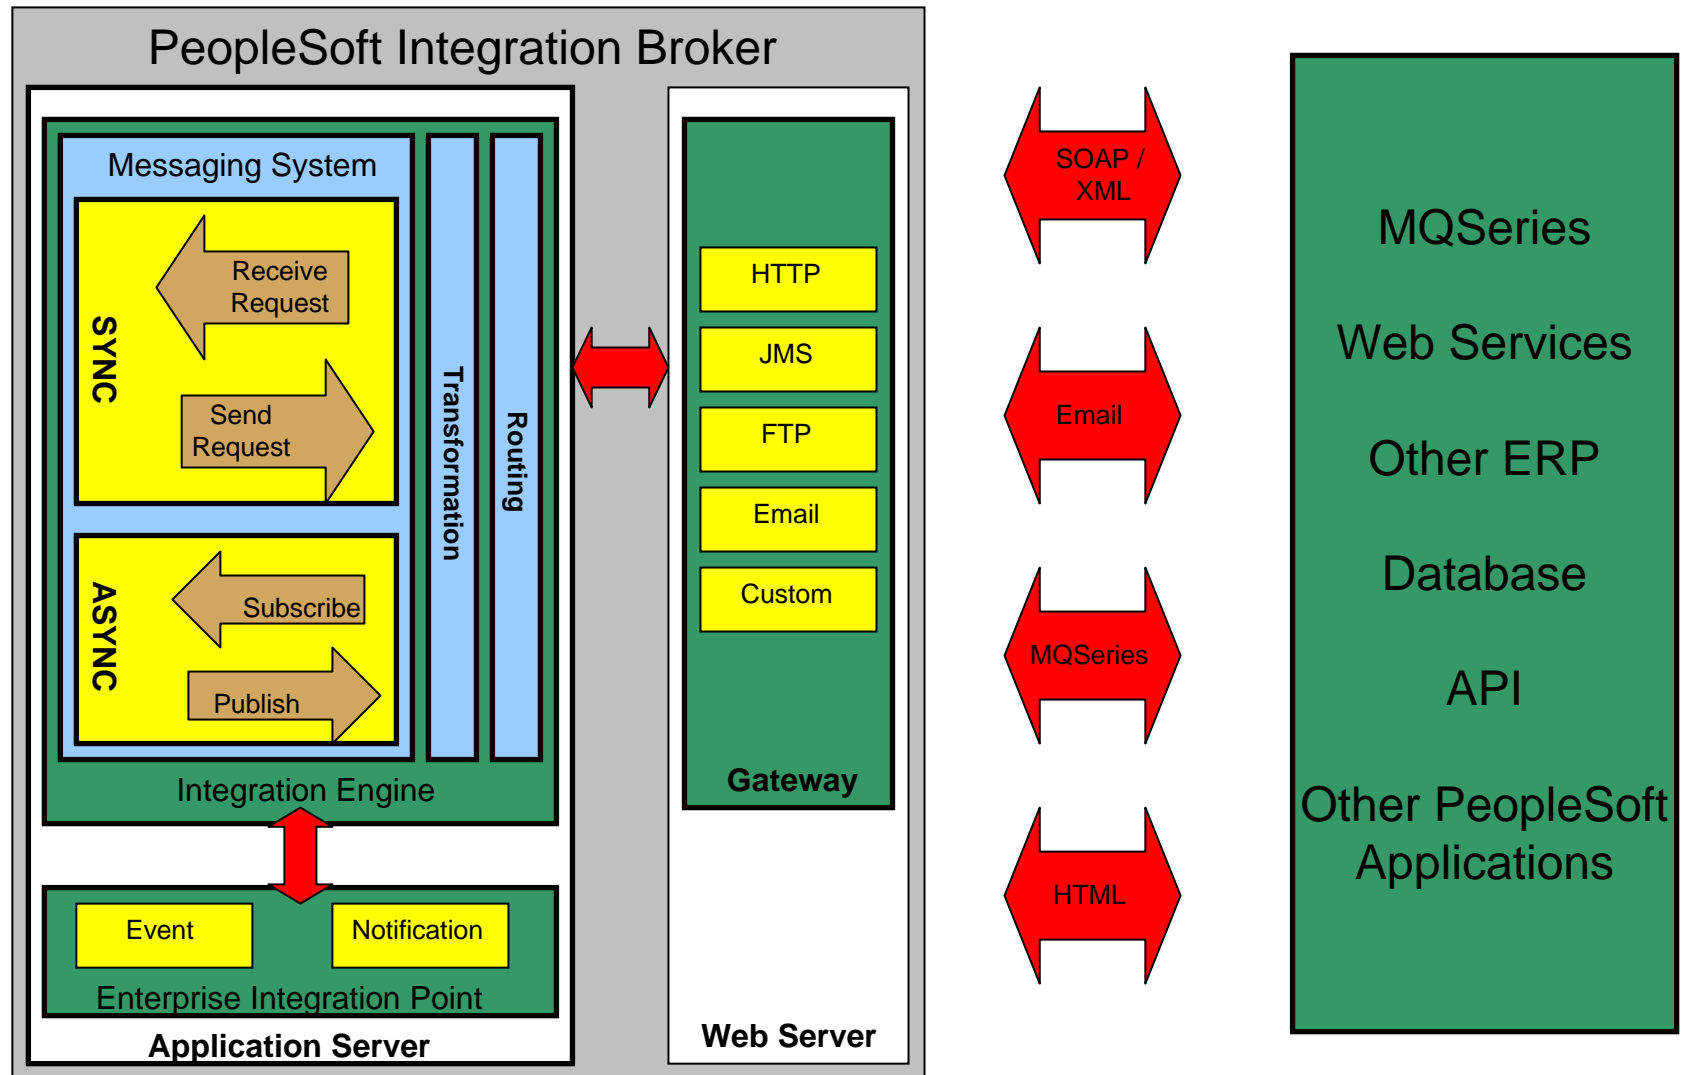 PeopleSoft Integration Broker
Messaging System
SYNC
Receive
Request
Send
Request
ASYNC
Subscribe
Publish
Transformation
Routing
Integration Engine
Event
Notification
Enterprise Integration Point
Application Server
HTTP
JMS
FTP
Email
Custom
Gateway
Web Server
SOAP /
XML
Email
MQSeries
HTML
MQSeries
Web Services
Other ERP
Database
API
Other PeopleSoft
Applications